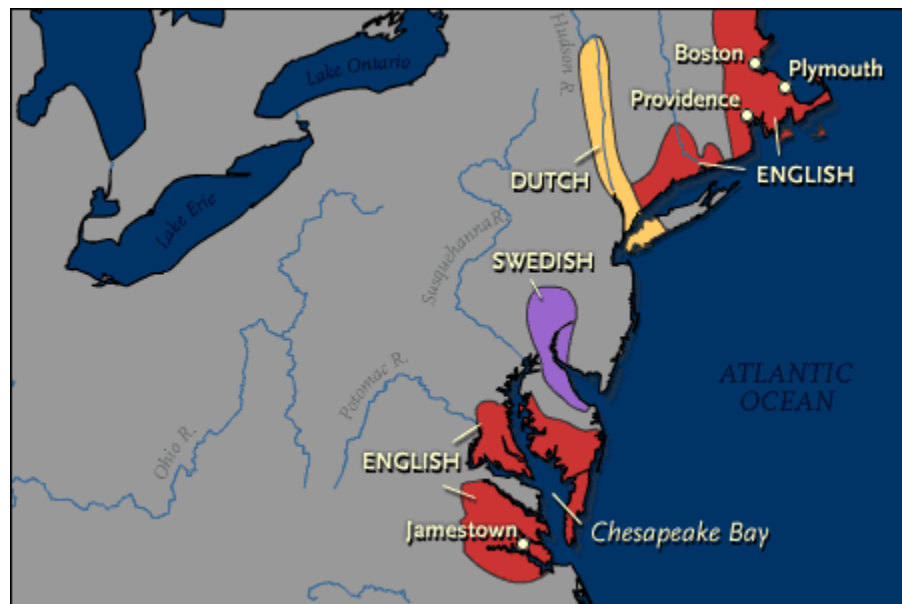 Hudson R.
Boston
Plymouth
Lake Ontario
Providence
DUTCH
ENGLISH
Lake Erie
Susquehanna R.
SWEDISH
Potomac R.
ATLANTIC
OCEAN
Ohio R.
ENGLISH
Jamestown
Chesapeake Bay